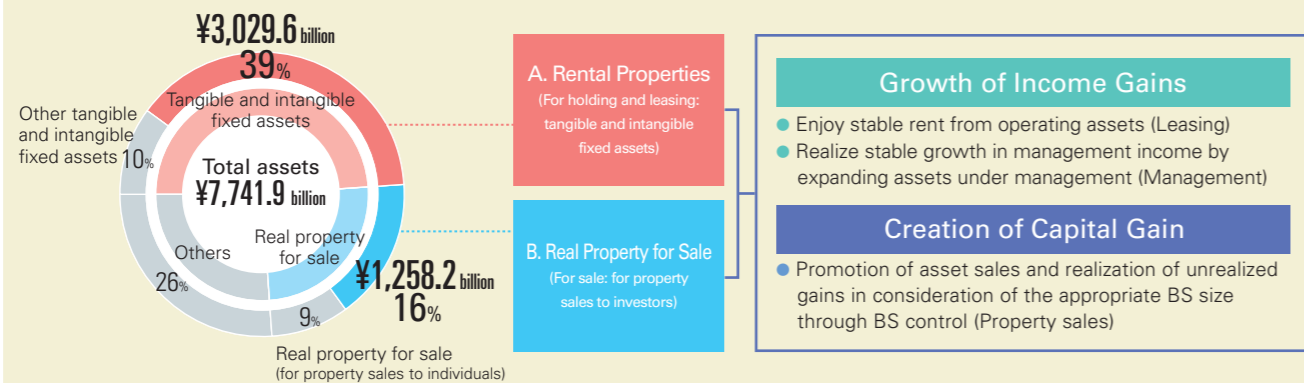 ¥3,029.6 billion
39%
Tangible and intangible
fixed assets
Other tangible
and intangible
fixed assets
10%
Total assets
¥7,741.9 billion
Others
Real property
for sale
26%
9%
¥1,258.2 billion
16%
Real property for sale
(for property sales to individuals)
A. Rental Properties
(For holding and leasing:
tangible and intangible
fixed assets)
B. Real Property for Sale
(For sale: for property
sales to investors)
Growth of Income Gains
● Enjoy stable rent from operating assets (Leasing)
● Realize stable growth in management income by
expanding assets under management (Management)
Creation of Capital Gain
● Promotion of asset sales and realization of unrealized
gains in consideration of the appropriate BS size
through BS control (Property sales)